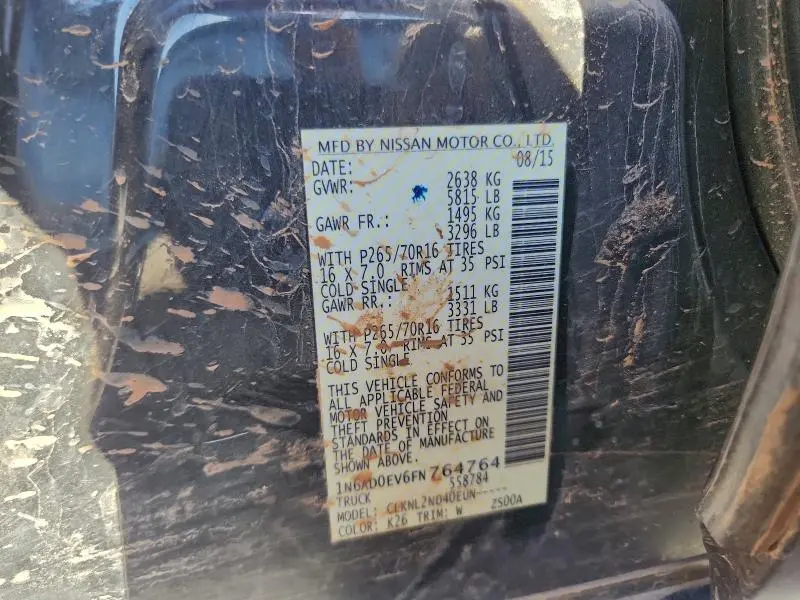 MFD BY NISSAN MOTOR CO., LTD.
DATE: 08/15
GVWR: 2638 KG
5815 LB
GAWR FR.: 1495 KG
3296 LB
WITH P265/70R16 TIRES
16 X 7.0 RIMS AT 35 PSI
COLD SINGLE
GAWR RR.: 1511 KG
3331 LB
WITH P265/70R16 TIRES
16 X 7.0 RIMS AT 35 PSI
COLD SINGLE
THIS VEHICLE CONFORMS TO
ALL APPLICABLE FEDERAL
MOTOR VEHICLE SAFETY AND
THEFT PREVENTION
STANDARDS IN EFFECT ON
THE DATE OF MANUFACTURE
SHOWN ABOVE.
1N6AD0EV6FN764764
TRUCK 558784
MODEL: CLKNL2N040EUN-----
COLOR: K26 TRIM: W ZS00A